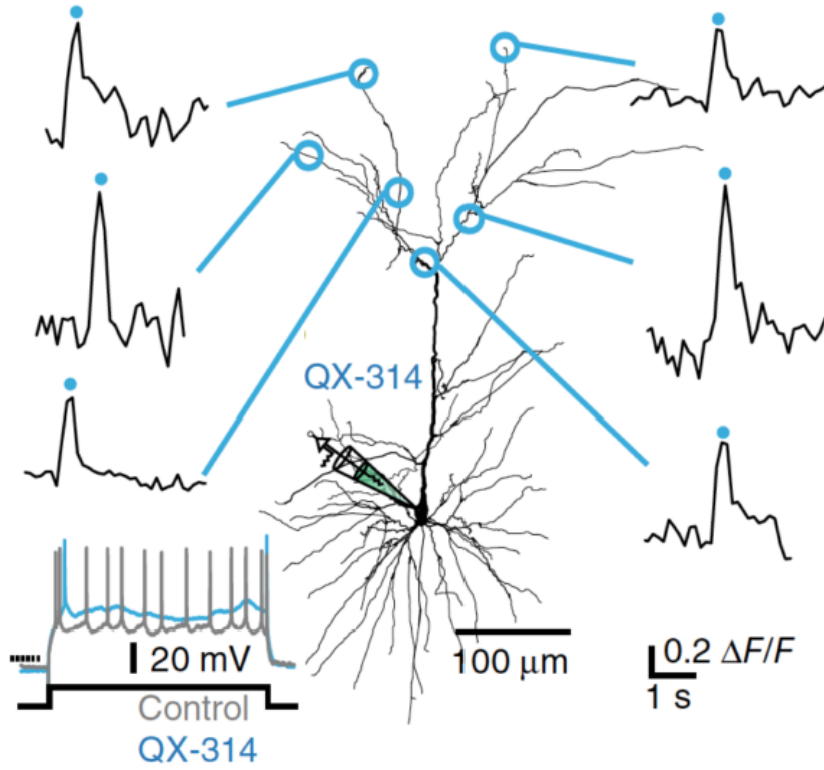 QX-314
20 mV
100 μm
0.2 ΔF/F
1 s
Control
QX-314